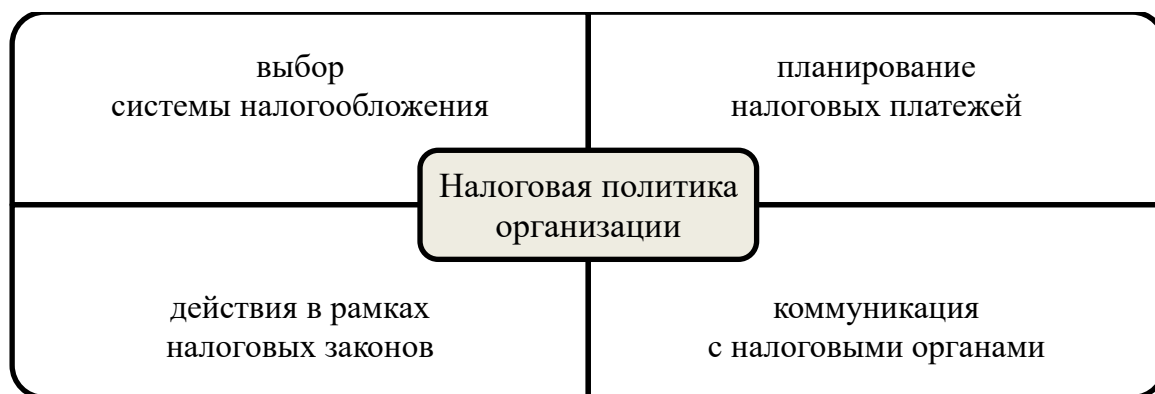 выбор
системы налогообложения
планирование
налоговых платежей
Налоговая политика
организации
действия в рамках
налоговых законов
коммуникация
с налоговыми органами